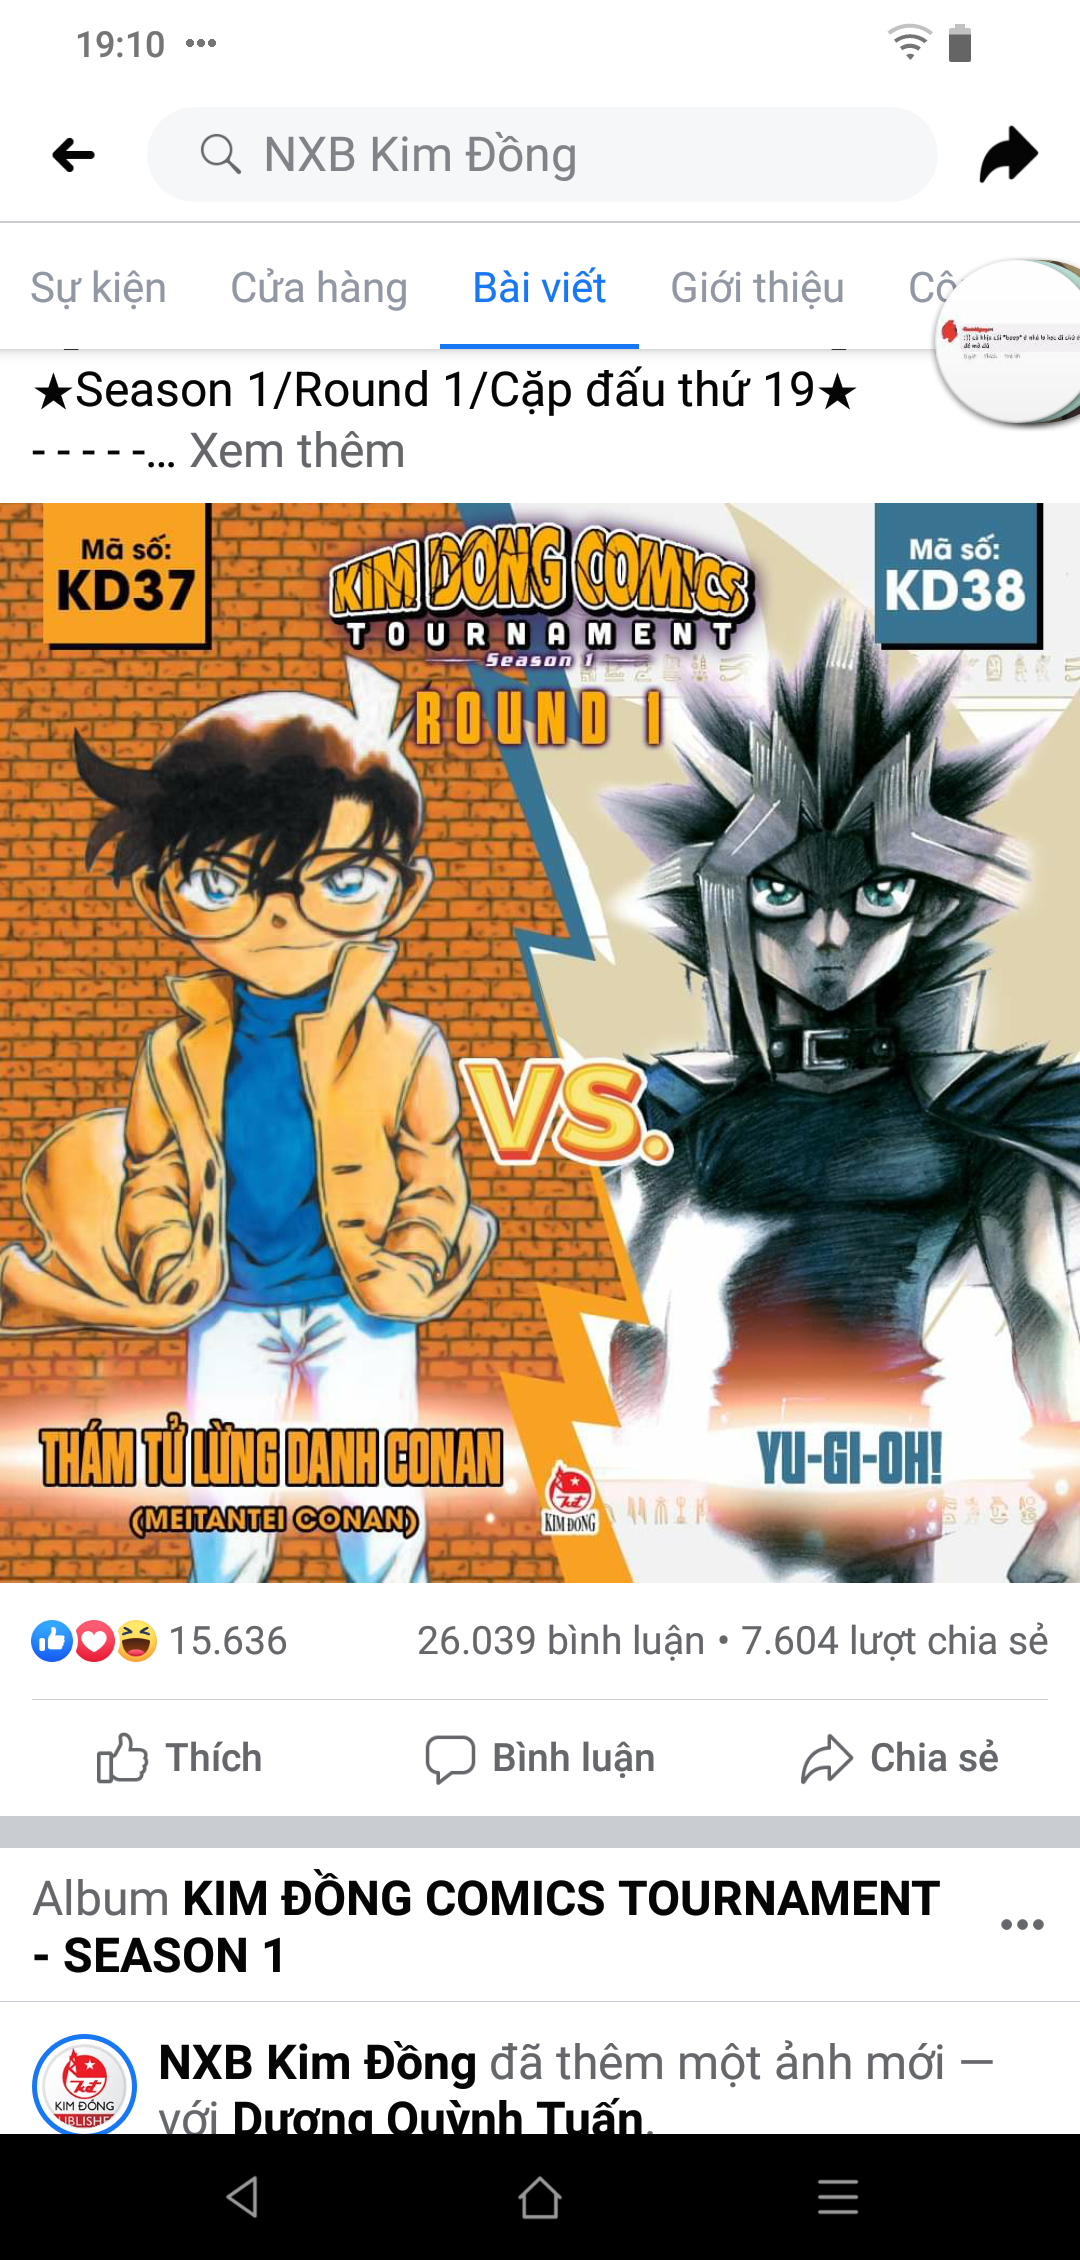 19:10
NXB Kim Đồng
Sự kiện Cửa hàng Bài viết Giới thiệu
★Season 1/Round 1/Cặp đấu thứ 19★
- - - - -... Xem thêm
Mã số:
KD37
KIM DONG COMICS
TOURNAMENT
Season 1
ROUND 1
Mã số:
KD38
VS.
THÁM TỬ LỪNG DANH CONAN
(MEITANTEI CONAN)
KIM ĐỒNG
YU-GI-OH!
15.636
26.039 bình luận • 7.604 lượt chia sẻ
Thích Bình luận Chia sẻ
Album KIM ĐỒNG COMICS TOURNAMENT
- SEASON 1
KIM ĐỒNG
NXB Kim Đồng đã thêm một ảnh mới —
với Dương Quỳnh Tuấn.